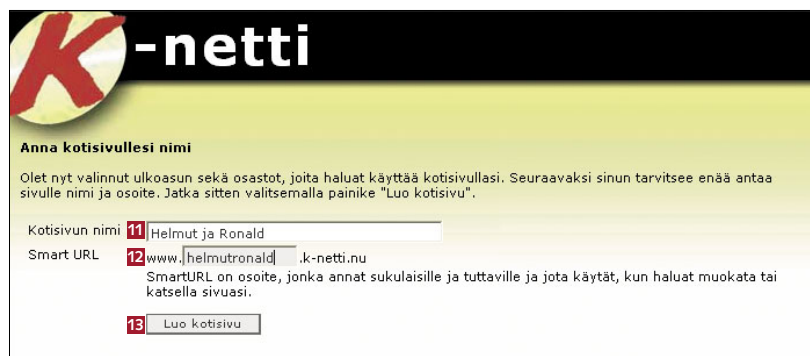 K-netti
Anna kotisivullesi nimi
Olet nyt valinnut ulkoasun sekä osastot, joita haluat käyttää kotisivullasi. Seuraavaksi sinun tarvitsee enää antaa
sivulle nimi ja osoite. Jatka sitten valitsemalla painike "Luo kotisivu".
Kotisivun nimi 11 Helmut ja Ronald
Smart URL 12 www. helmutronald .k-netti.nu
SmartURL on osoite, jonka annat sukulaisille ja tuttaville ja jota käytät, kun haluat muokata tai
katsella sivuasi.
13 Luo kotisivu